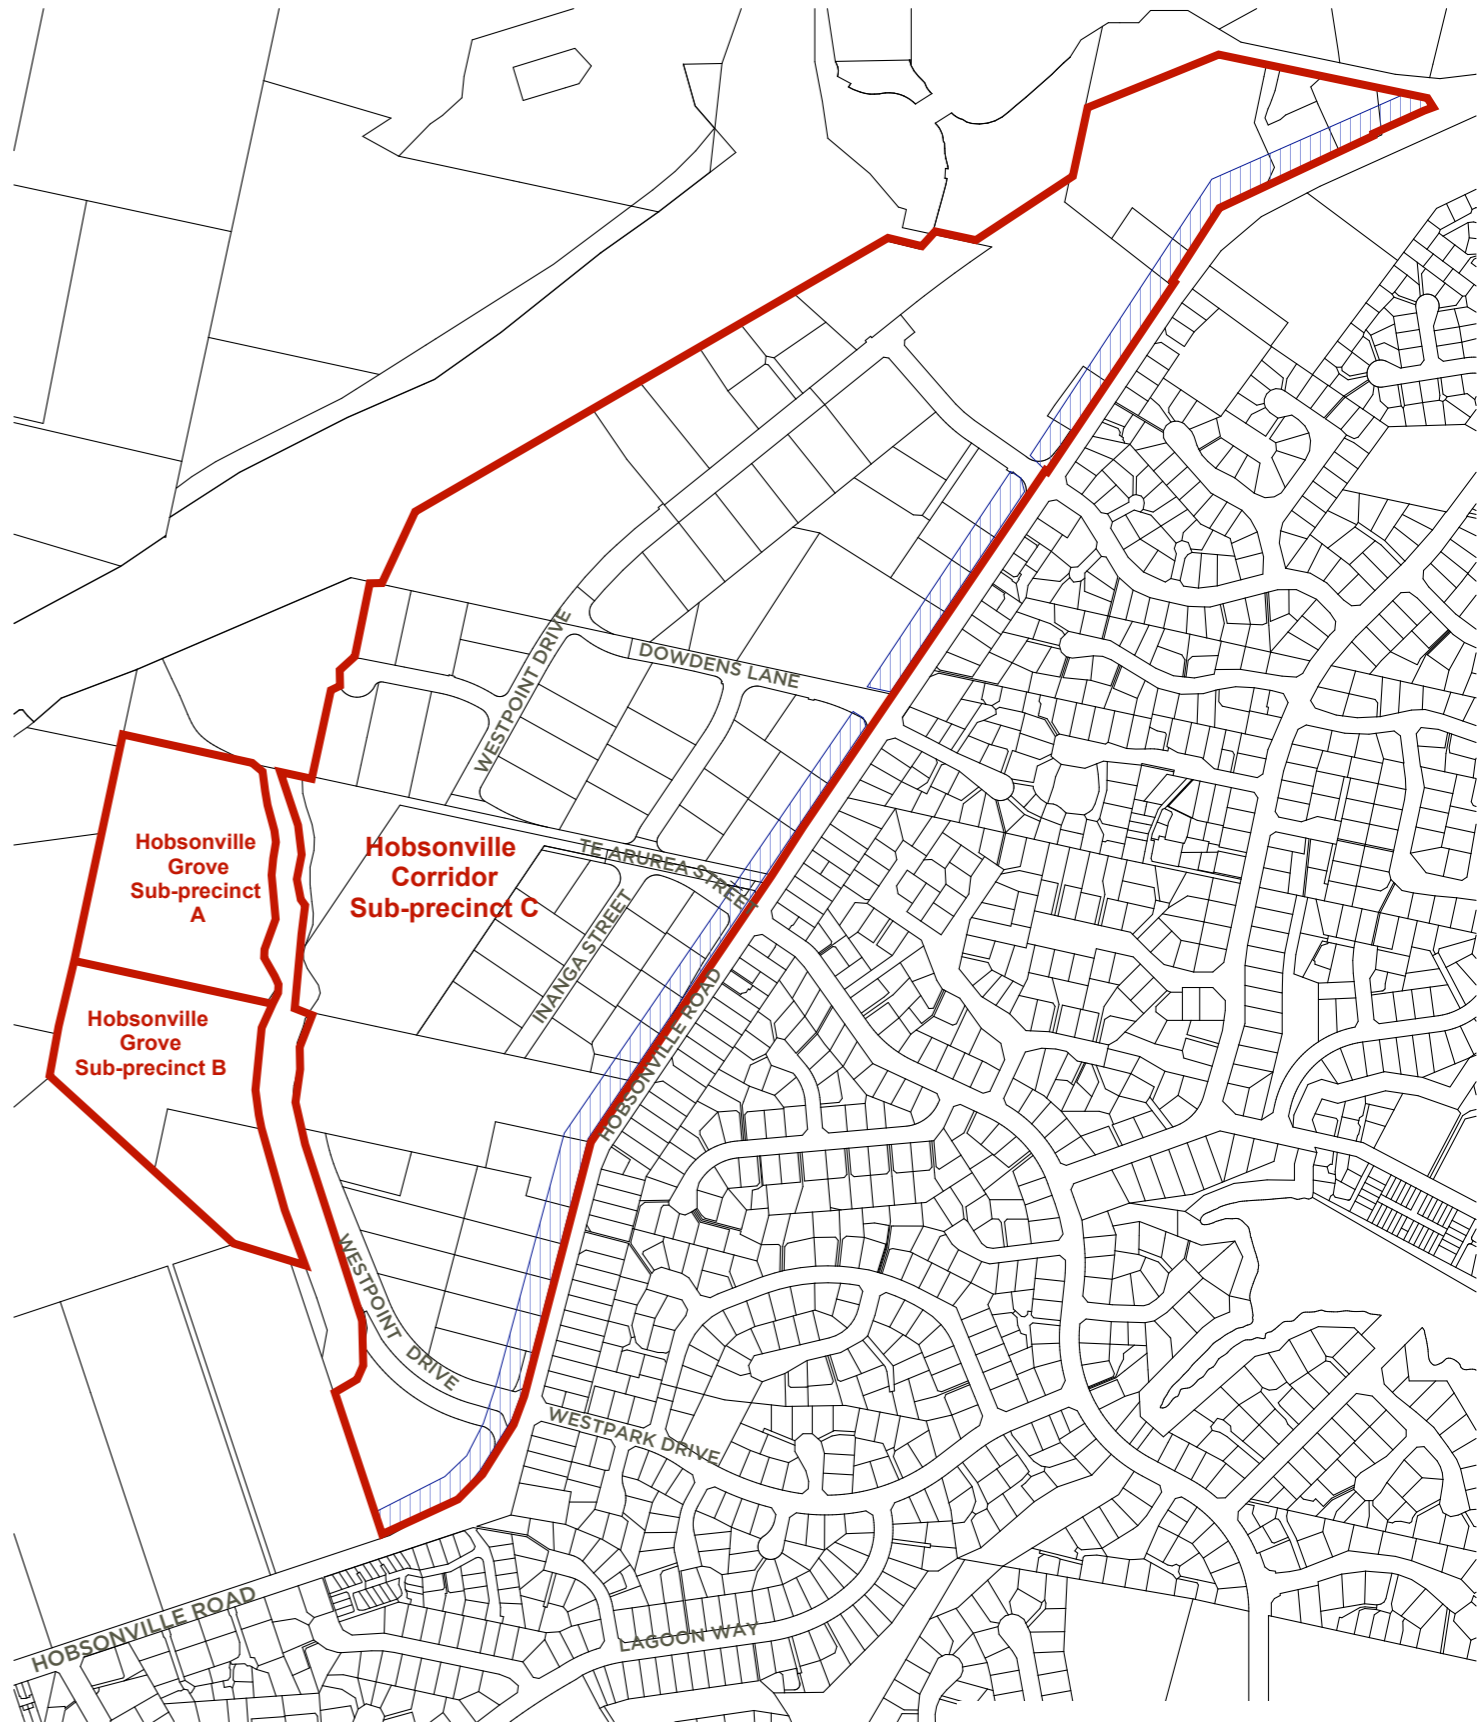 WESTPOINT DRIVE
DOWDENS LANE
Hobsonville
Grove
Sub-precinct
A
Hobsonville
Corridor
Sub-precinct C
TE ARUREA STREET
INANGA STREET
Hobsonville
Grove
Sub-precinct B
HOBSONVILLE ROAD
WESTPOINT DRIVE
WESTPARK DRIVE
HOBSONVILLE ROAD
LAGOON WAY